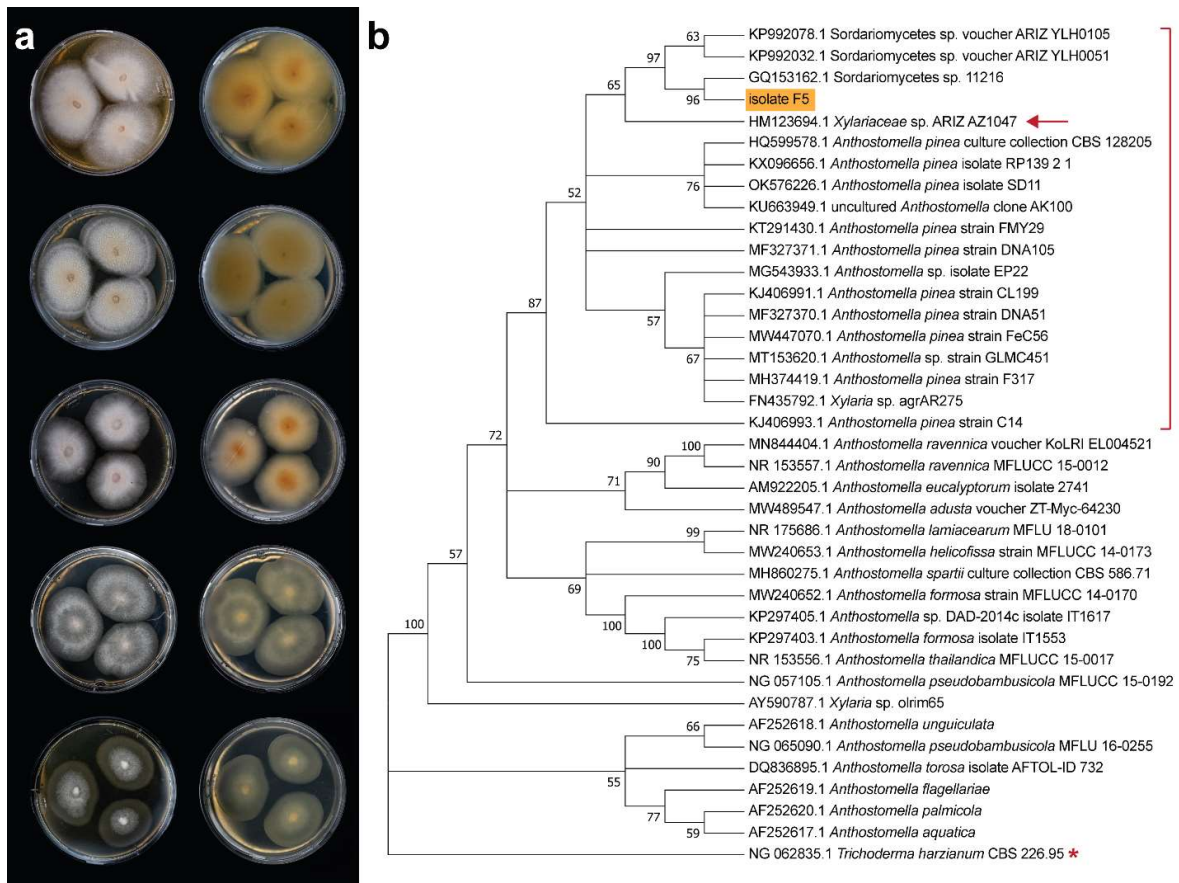 a
b
63
KP992078.1 Sordariomycetes sp. voucher ARIZ YLH0105
97
KP992032.1 Sordariomycetes sp. voucher ARIZ YLH0051
65
GQ153162.1 Sordariomycetes sp. 11216
96
isolate F5
HM123694.1 Xylariaceae sp. ARIZ AZ1047
HQ599578.1 Anthostomella pinea culture collection CBS 128205
KX096656.1 Anthostomella pinea isolate RP139 2 1
52
76
OK576226.1 Anthostomella pinea isolate SD11
KU663949.1 uncultured Anthostomella clone AK100
KT291430.1 Anthostomella pinea strain FMY29
MF327371.1 Anthostomella pinea strain DNA105
MG543933.1 Anthostomella sp. isolate EP22
87
KJ406991.1 Anthostomella pinea strain CL199
57
MF327370.1 Anthostomella pinea strain DNA51
MW447070.1 Anthostomella pinea strain FeC56
67
MT153620.1 Anthostomella sp. strain GLMC451
MH374419.1 Anthostomella pinea strain F317
FN435792.1 Xylaria sp. agrAR275
KJ406993.1 Anthostomella pinea strain C14
72
100
MN844404.1 Anthostomella ravennica voucher KoLRI EL004521
90
NR 153557.1 Anthostomella ravennica MFLUCC 15-0012
71
AM922205.1 Anthostomella eucalyptorum isolate 2741
MW489547.1 Anthostomella adusta voucher ZT-Myc-64230
99
NR 175686.1 Anthostomella lamiacearum MFLU 18-0101
57
MW240653.1 Anthostomella helicofissa strain MFLUCC 14-0173
69
MH860275.1 Anthostomella spartii culture collection CBS 586.71
MW240652.1 Anthostomella formosa strain MFLUCC 14-0170
100
100
KP297405.1 Anthostomella sp. DAD-2014c isolate IT1617
100
KP297403.1 Anthostomella formosa isolate IT1553
75
NR 153556.1 Anthostomella thailandica MFLUCC 15-0017
NG 057105.1 Anthostomella pseudobambusicola MFLUCC 15-0192
AY590787.1 Xylaria sp. olrim65
66
AF252618.1 Anthostomella unguiculata
NG 065090.1 Anthostomella pseudobambusicola MFLU 16-0255
55
DQ836895.1 Anthostomella torosa isolate AFTOL-ID 732
AF252619.1 Anthostomella flagellariae
77
AF252620.1 Anthostomella palmicola
59
AF252617.1 Anthostomella aquatica
NG 062835.1 Trichoderma harzianum CBS 226.95 *